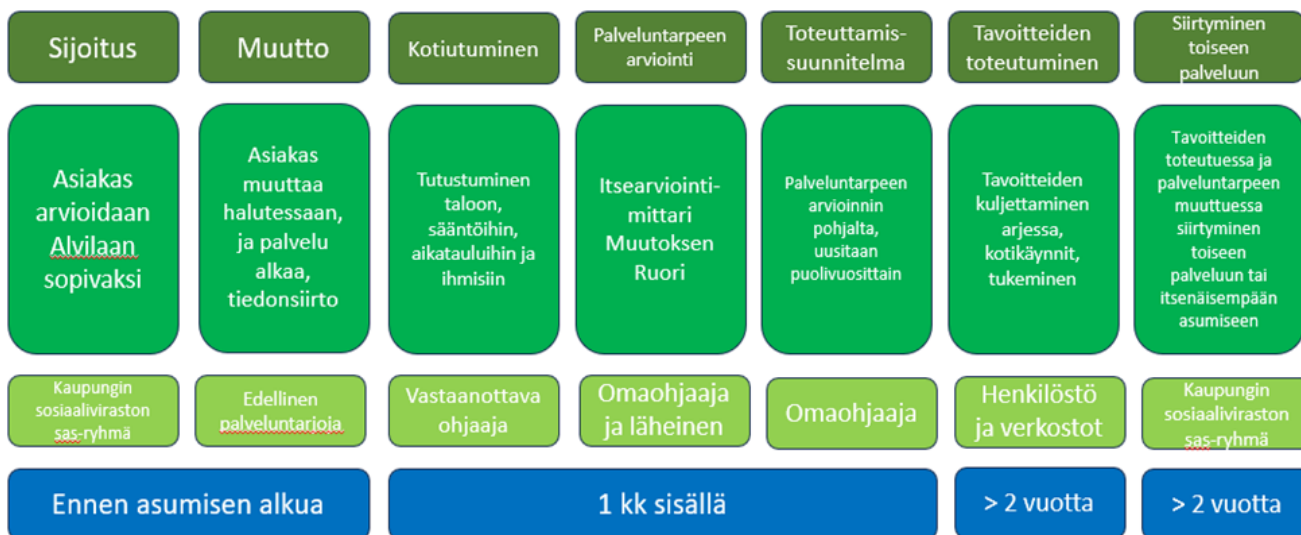 Sijoitus
Muutto
Kotiutuminen
Palveluntarpeen
arviointi
Toteuttamis-
suunnitelma
Tavoitteiden
toteutuminen
Siirtyminen
toiseen
palveluun
Asiakas
arvioidaan
Alvilaan
sopivaksi
Asiakas
muuttaa
halutessaan,
ja palvelu
alkaa,
tiedonsiirto
Tutustuminen
taloon,
sääntöihin,
aikatauluihin ja
ihmisiin
Itsearviointi-
mittari
Muutoksen
Ruori
Palveluntarpeen
arvioinnin
pohjalta,
uusitaan
puolivuosittain
Tavoitteiden
kuljettaminen
arjessa,
kotikäynnit,
tukeminen
Tavoitteiden
toteutuessa ja
palveluntarpeen
muuttuessa
siirtyminen
toiseen
palveluun tai
itsenäisempään
asumiseen
Kaupungin
sosiaaliviraston
sas-ryhmä
Edellinen
palveluntarjoja
Vastaanottava
ohjaaja
Omaohjaaja
ja läheinen
Omaohjaaja
Henkilöstö
ja verkostot
Kaupungin
sosiaaliviraston
sas-ryhmä
Ennen asumisen alkua
1 kk sisällä
> 2 vuotta
> 2 vuotta